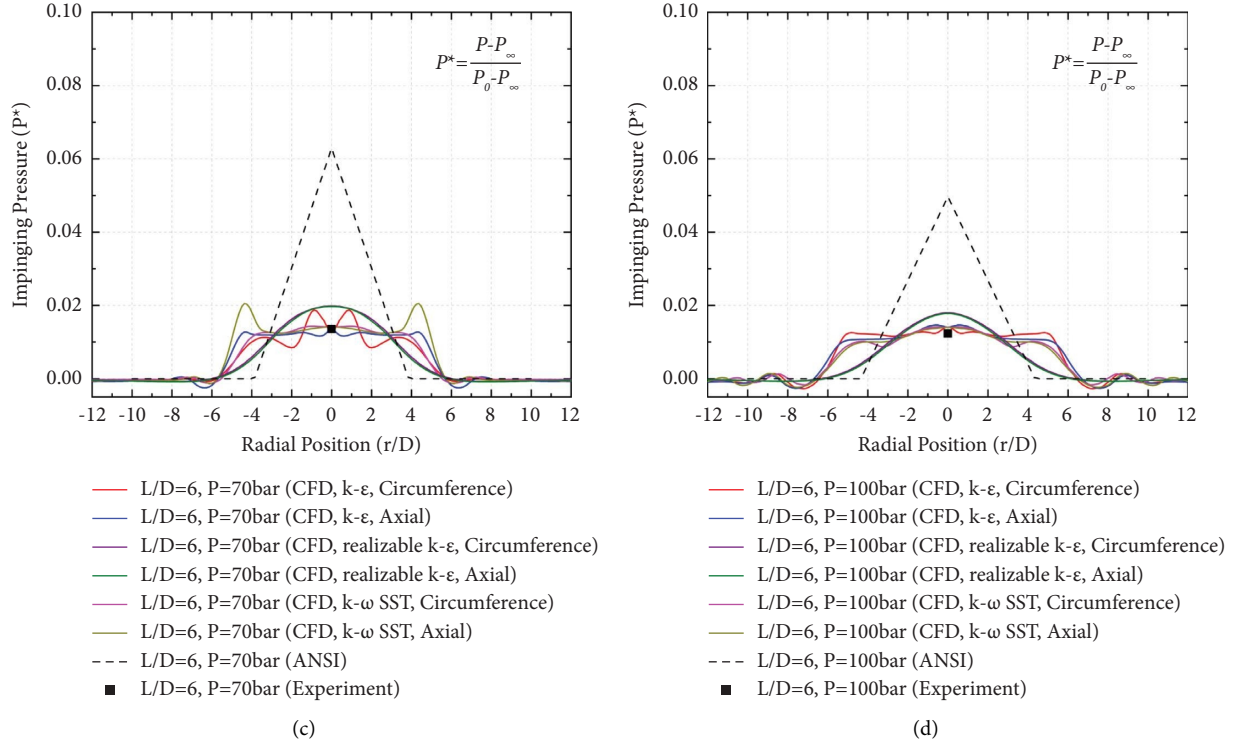 0.10
0.08
0.06
0.04
0.02
0.00
Impinging Pressure (P*)
P*=
P-P∞
P0-P∞
-12 -10 -8 -6 -4 -2 0 2 4 6 8 10 12
Radial Position (r/D)
L/D=6, P=70bar (CFD, k-ε, Circumference)
L/D=6, P=70bar (CFD, k-ε, Axial)
L/D=6, P=70bar (CFD, realizable k-ε, Circumference)
L/D=6, P=70bar (CFD, realizable k-ε, Axial)
L/D=6, P=70bar (CFD, k-ω SST, Circumference)
L/D=6, P=70bar (CFD, k-ω SST, Axial)
L/D=6, P=70bar (ANSI)
L/D=6, P=70bar (Experiment)
(c)
0.10
0.08
0.06
0.04
0.02
0.00
Impinging Pressure (P*)
P*=
P-P∞
P0-P∞
-12 -10 -8 -6 -4 -2 0 2 4 6 8 10 12
Radial Position (r/D)
L/D=6, P=100bar (CFD, k-ε, Circumference)
L/D=6, P=100bar (CFD, k-ε, Axial)
L/D=6, P=100bar (CFD, realizable k-ε, Circumference)
L/D=6, P=100bar (CFD, realizable k-ε, Axial)
L/D=6, P=100bar (CFD, k-ω SST, Circumference)
L/D=6, P=100bar (CFD, k-ω SST, Axial)
L/D=6, P=100bar (ANSI)
L/D=6, P=100bar (Experiment)
(d)